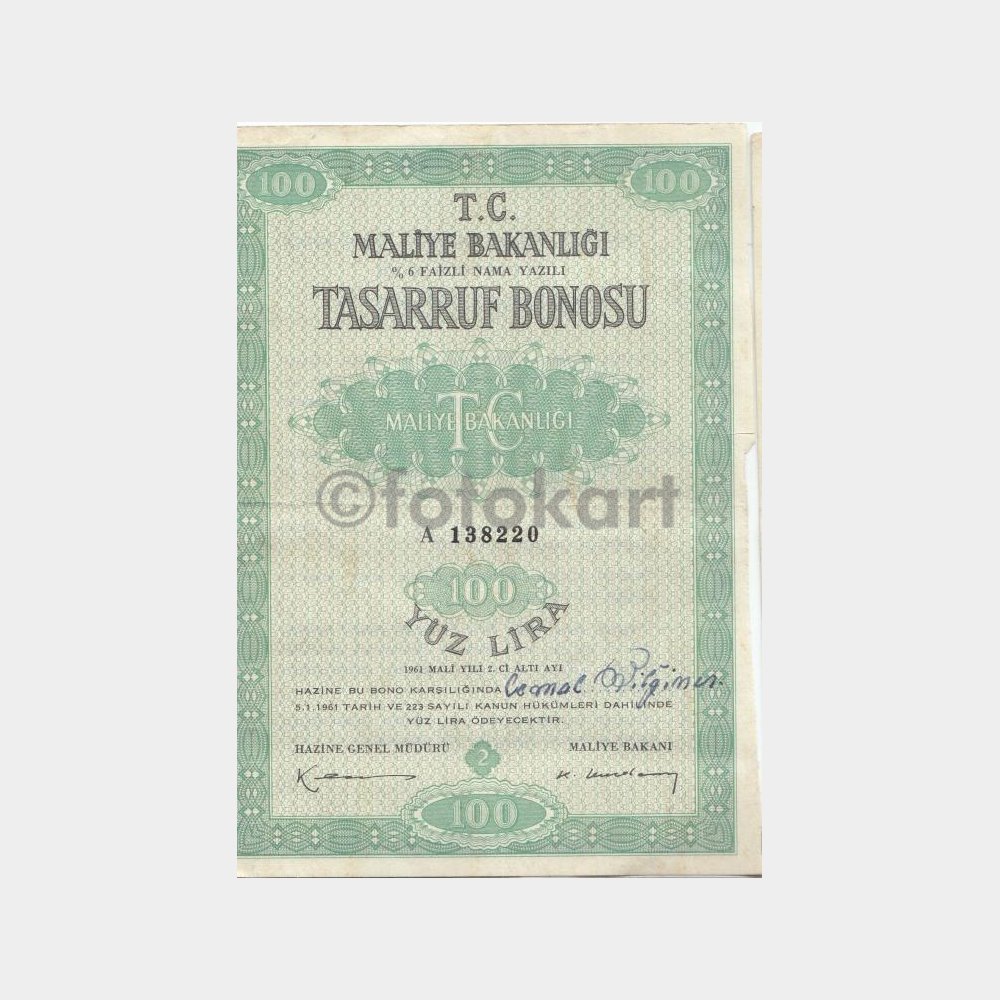 100 100
T.C.
MALİYE BAKANLIĞI
% 6 FAİZLİ NAMA YAZILI
TASARRUF BONOSU
TC
MALİYE BAKANLIĞI
©fotokart
A 138220
100
YÜZ LİRA
1961 MALİ YILI 2. Cİ ALTI AYI
HAZİNE BU BONO KARŞILIĞINDA Cemal Bilginer
5.1.1961 TARİH VE 223 SAYILI KANUN HÜKÜMLERİ DAHİLİNDE
YÜZ LİRA ÖDEYECEKTİR.
HAZİNE GENEL MÜDÜRÜ 2 MALİYE BAKANI
100